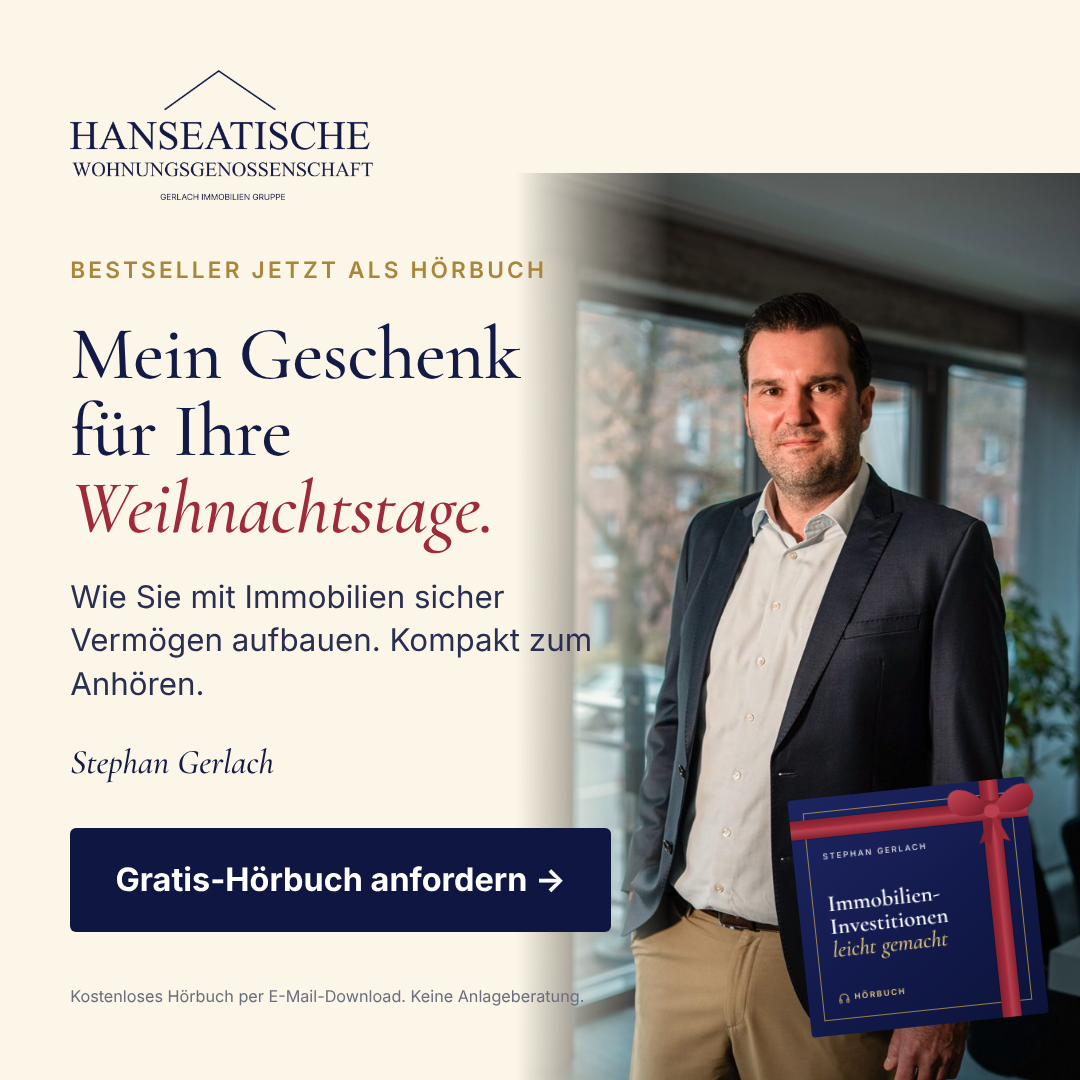 HANSEATISCHE
WOHNUNGSGENOSSENSCHAFT
GERLACH IMMOBILIEN GRUPPE
BESTSELLER JETZT ALS HÖRBUCH
Mein Geschenk
für Ihre
Weihnachtstage.
Wie Sie mit Immobilien sicher
Vermögen aufbauen. Kompakt zum
Anhören.
Stephan Gerlach
Gratis-Hörbuch anfordern →
Kostenloses Hörbuch per E-Mail-Download. Keine Anlageberatung.
STEPHAN GERLACH
Immobilien-
Investitionen
leicht gemacht
HÖRBUCH